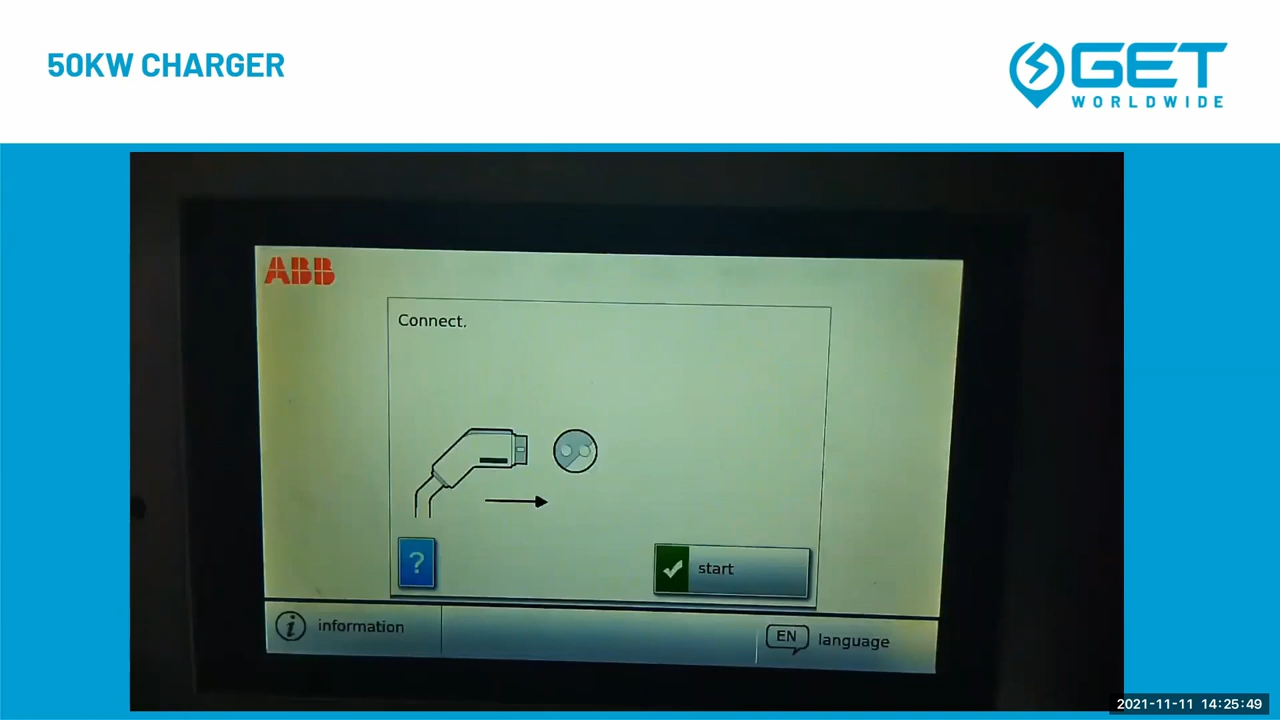 50KW CHARGER
GET
WORLDWIDE
ABB
Connect.
?
start
i information
EN language
2021-11-11 14:25:49